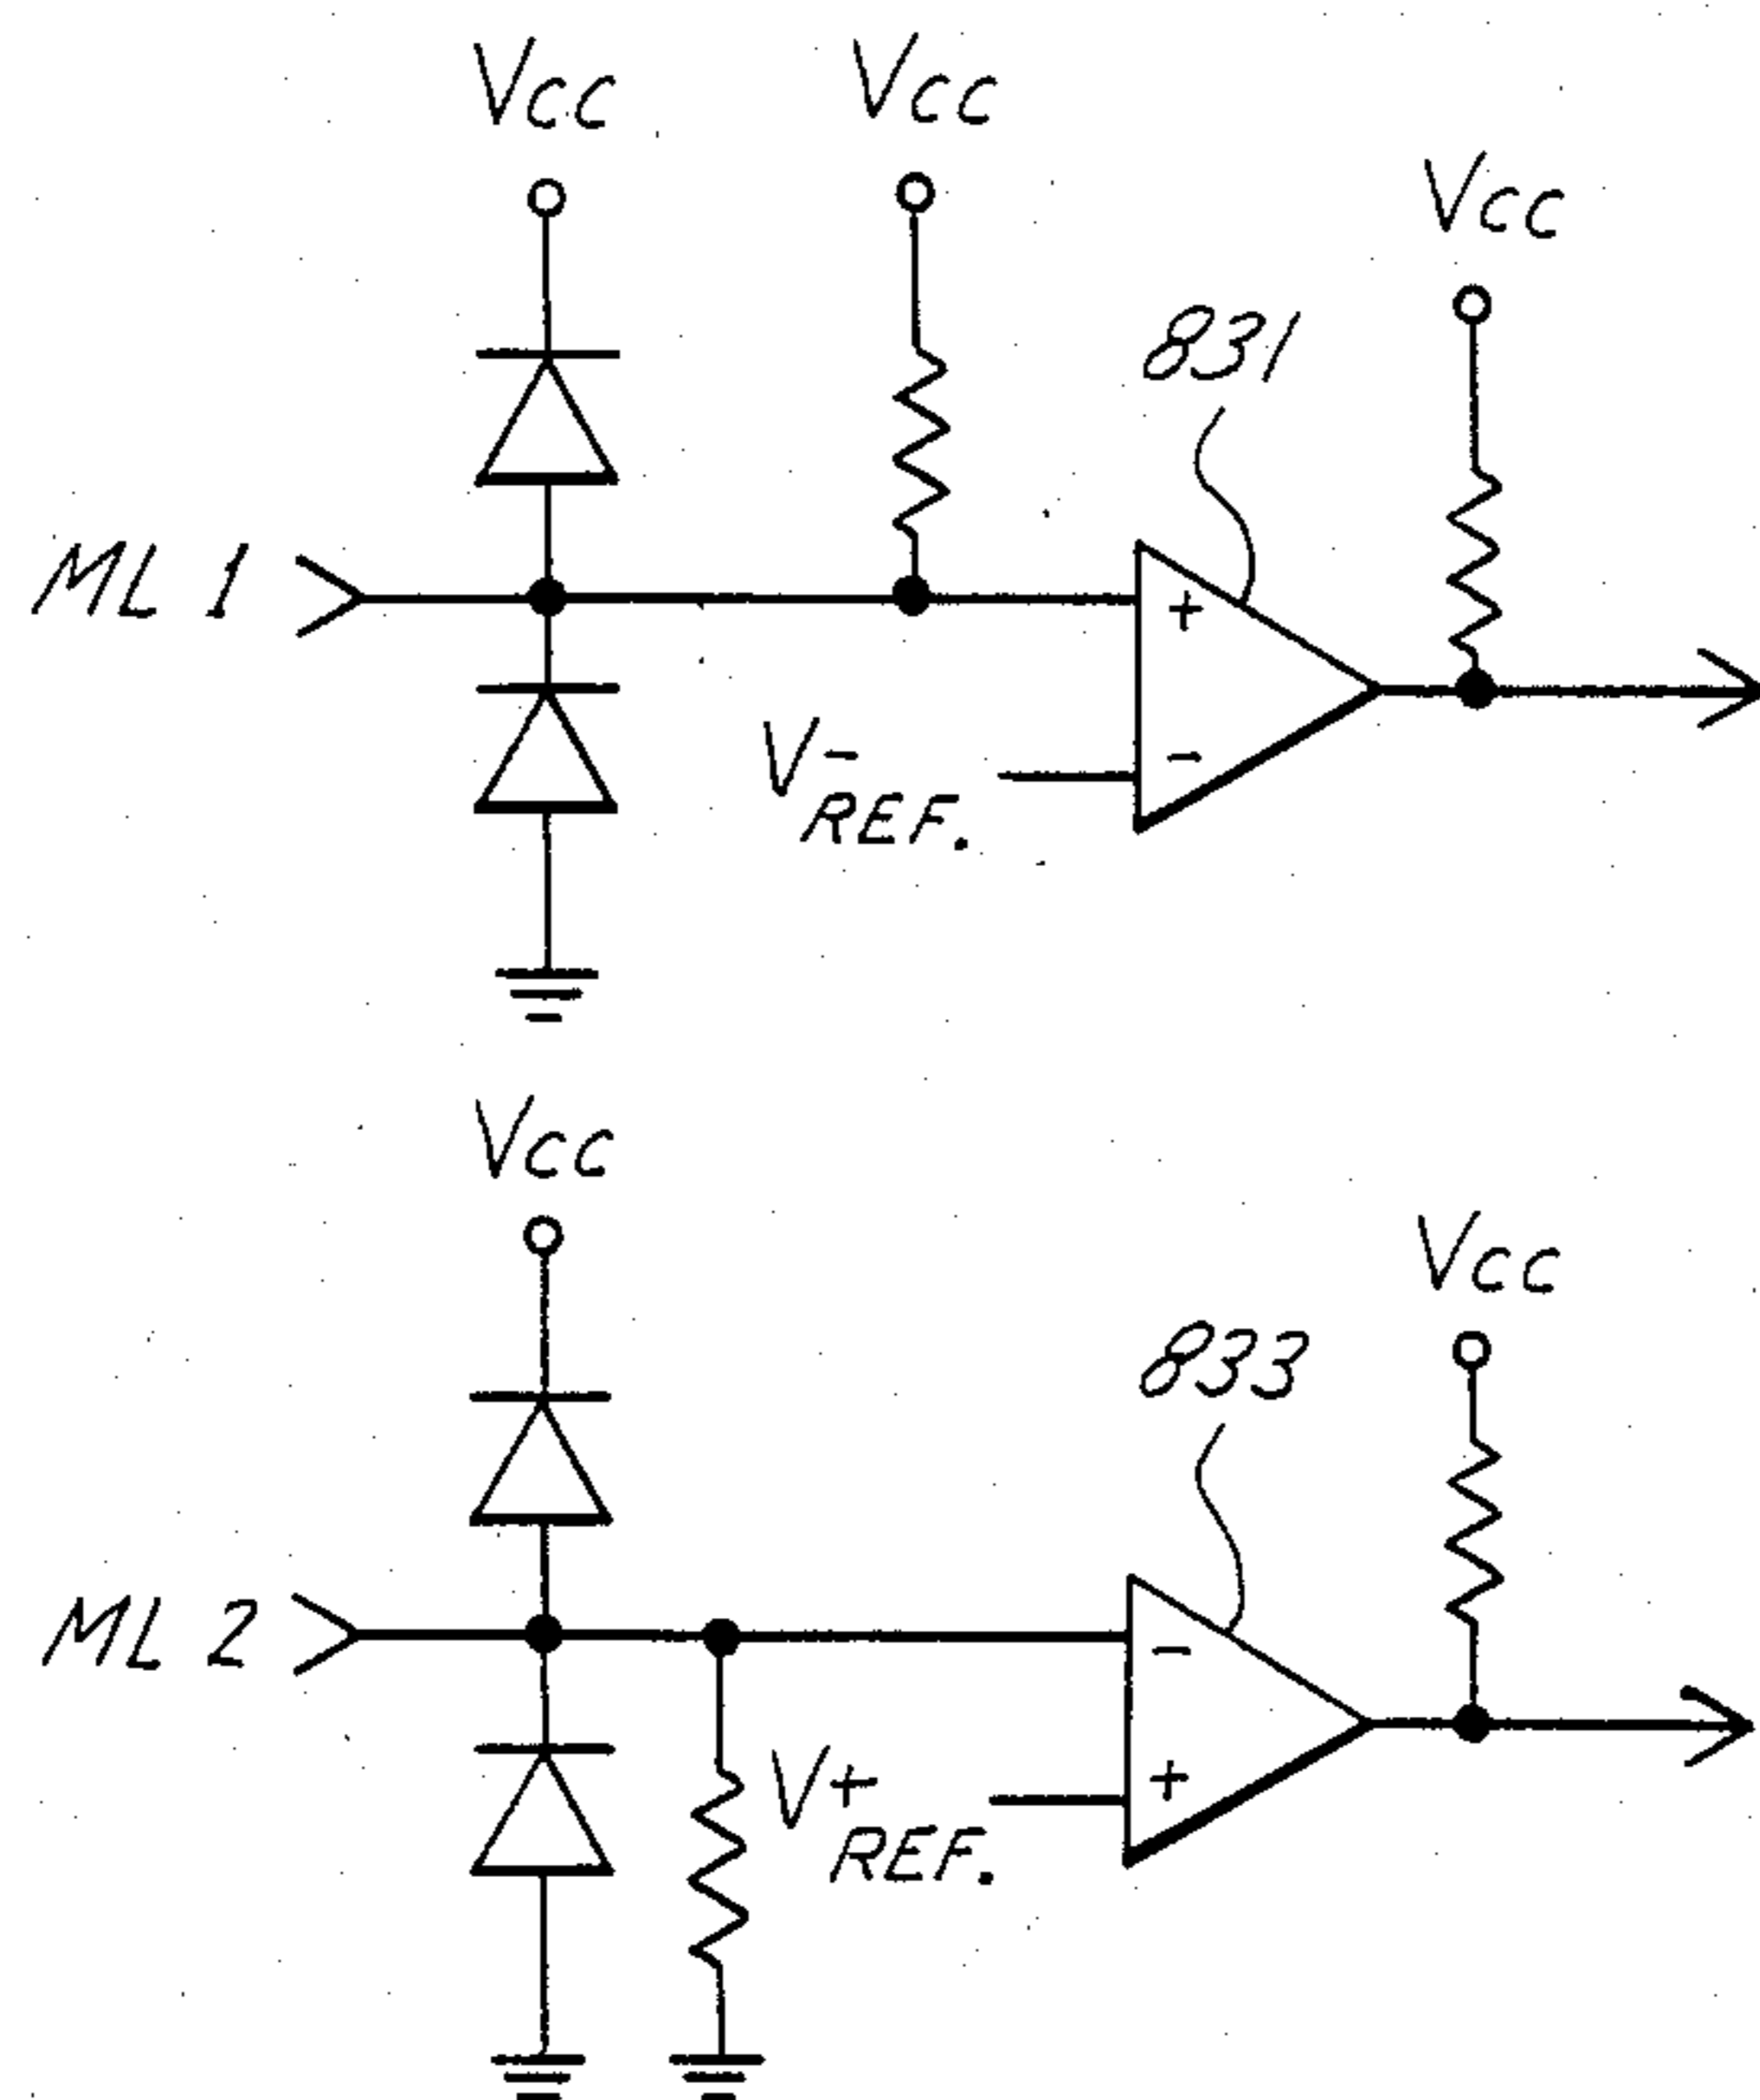 Vcc
Vcc
Vcc
831
ML 1
+
V-REF.
-
Vcc
Vcc
833
ML 2
-
V+REF.
+